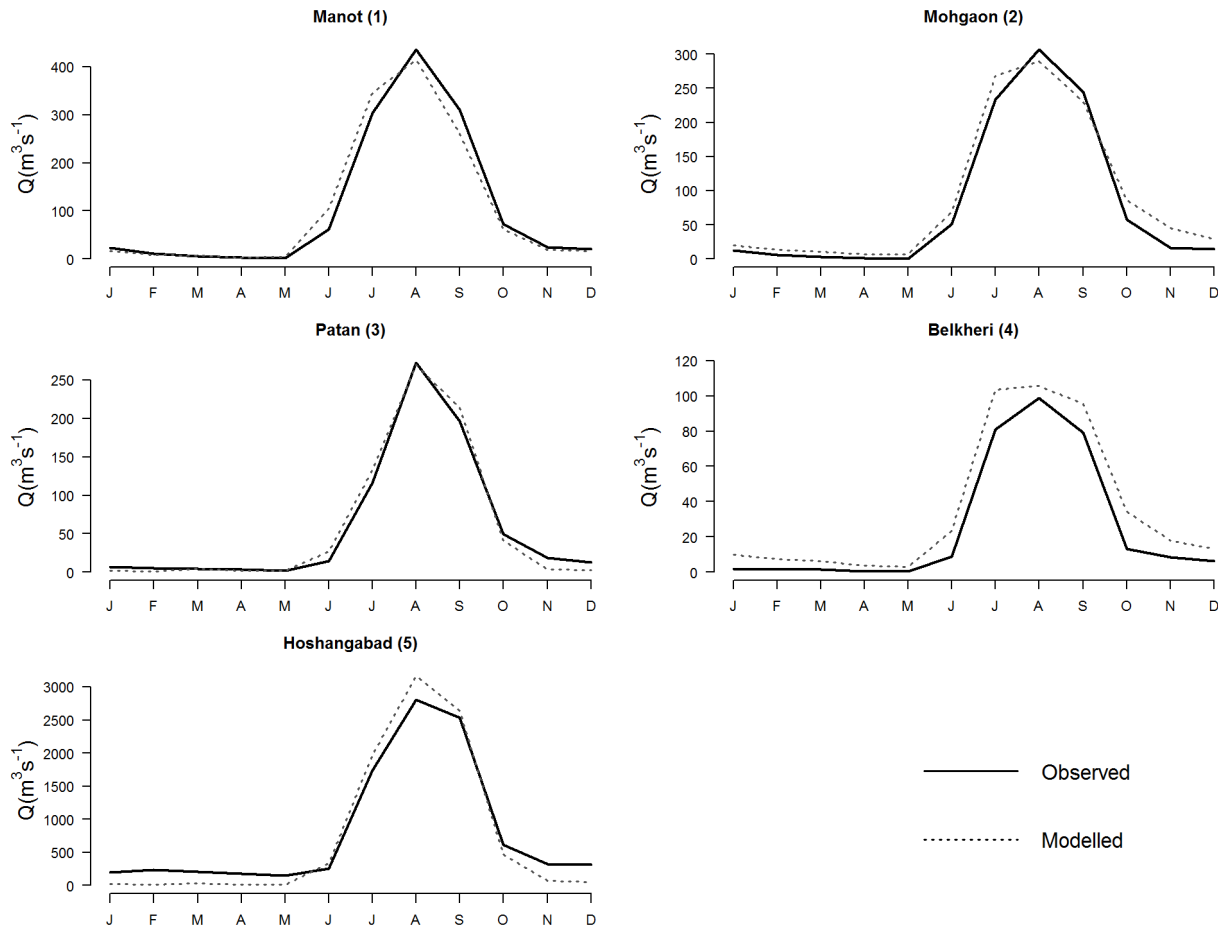 Manot (1)
Q(m³s⁻¹)
400
300
200
100
0
J F M A M J J A S O N D
Mohgaon (2)
Q(m³s⁻¹)
300
250
200
150
100
50
0
J F M A M J J A S O N D
Patan (3)
Q(m³s⁻¹)
250
200
150
100
50
0
J F M A M J J A S O N D
Belkheri (4)
Q(m³s⁻¹)
120
100
80
60
40
20
0
J F M A M J J A S O N D
Hoshangabad (5)
Q(m³s⁻¹)
3000
2500
2000
1500
1000
500
0
J F M A M J J A S O N D
Observed
Modelled